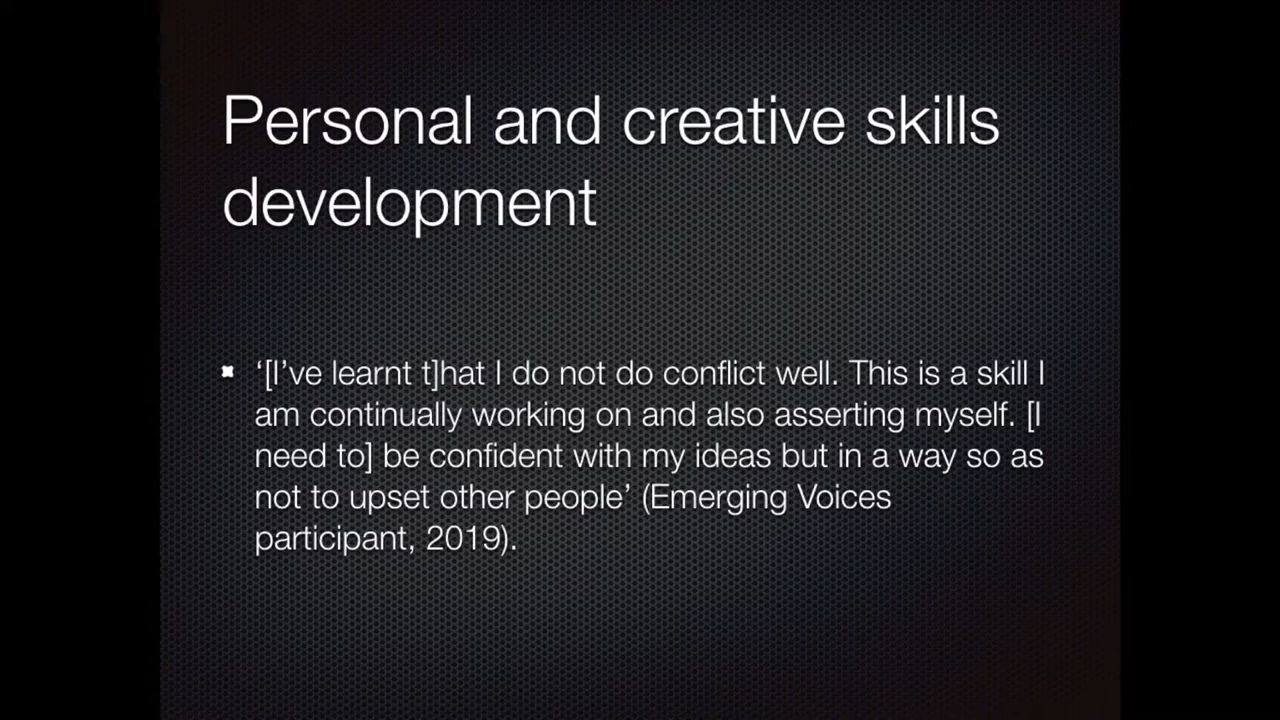 Personal and creative skills
development
‘[I’ve learnt t]hat I do not do conflict well. This is a skill I
am continually working on and also asserting myself. [I
need to] be confident with my ideas but in a way so as
not to upset other people’ (Emerging Voices
participant, 2019).